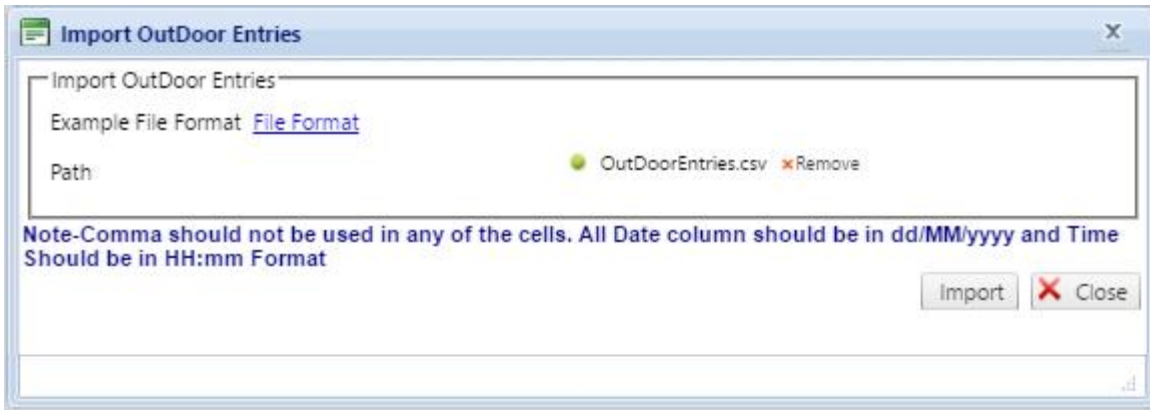 Import OutDoor Entries
Import OutDoor Entries
Example File Format File Format
Path OutDoorEntries.csv Remove
Note-Comma should not be used in any of the cells. All Date column should be in dd/MM/yyyy and Time
Should be in HH:mm Format
Import Close